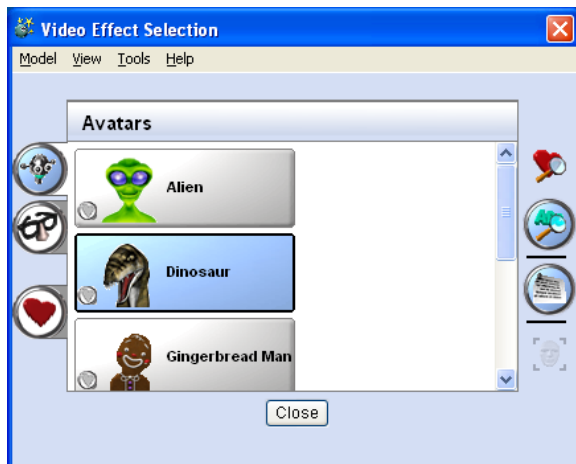 Video Effect Selection
Model View Tools Help
Avatars
Alien
Dinosaur
Gingerbread Man
Close